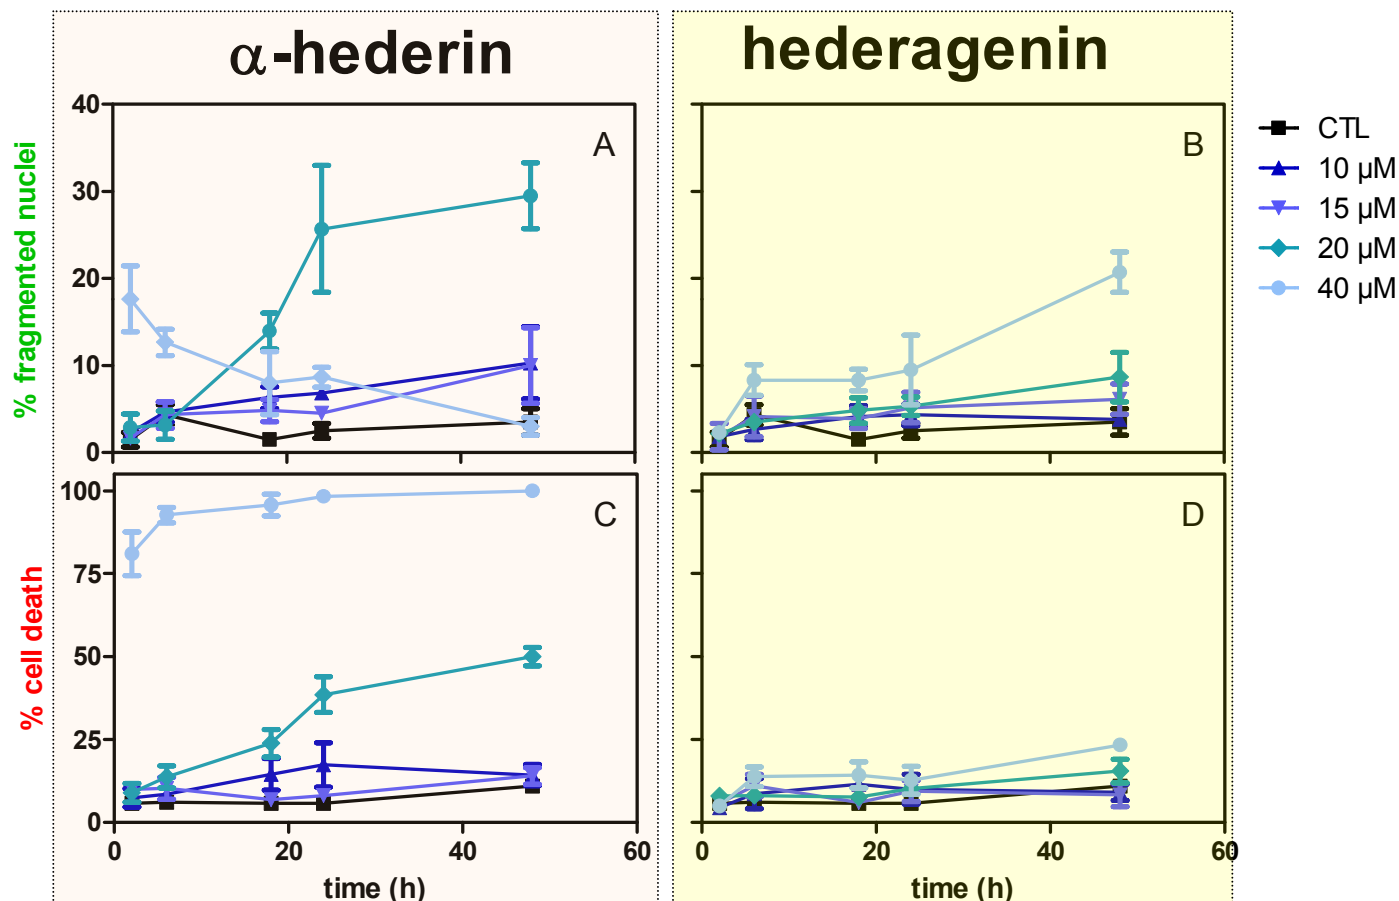 α-hederin
hederagenin
% fragmented nuclei
40
30
20
10
0
A
B
CTL
10 µM
15 µM
20 µM
40 µM
% cell death
100
75
50
25
0
C
D
0 20 40 60
0 20 40 60
time (h)
time (h)